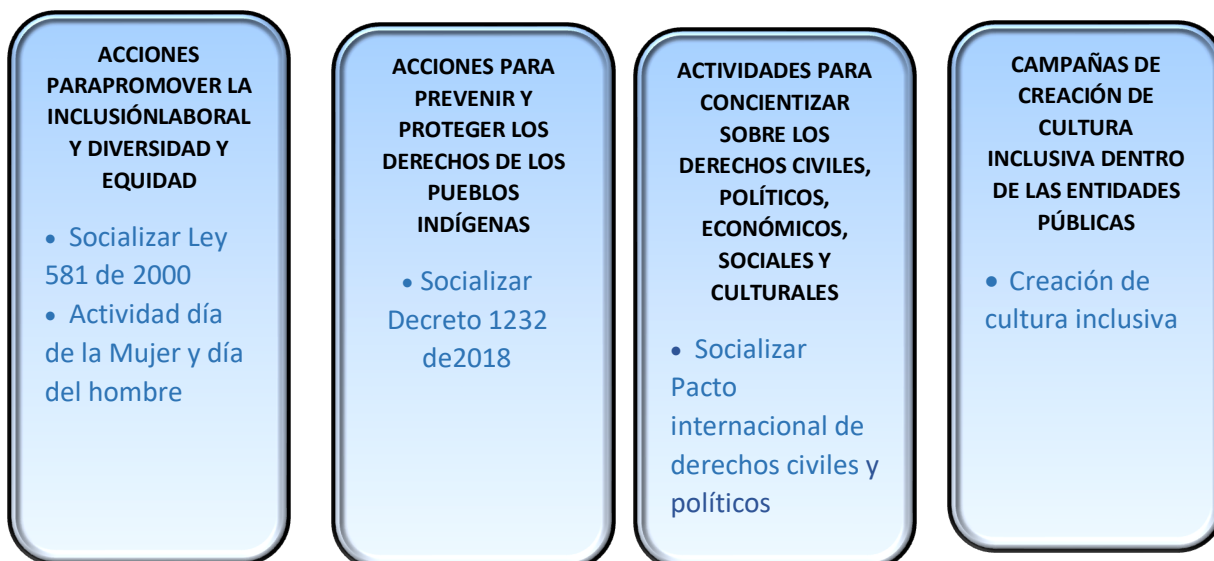 ACCIONES
PARAPROMOVER LA
INCLUSIÓNLABORAL
Y DIVERSIDAD Y
EQUIDAD
• Socializar Ley
581 de 2000
• Actividad día
de la Mujer y día
del hombre
ACCIONES PARA
PREVENIR Y
PROTEGER LOS
DERECHOS DE LOS
PUEBLOS
INDÍGENAS
• Socializar
Decreto 1232
de2018
ACTIVIDADES PARA
CONCIENTIZAR
SOBRE LOS
DERECHOS CIVILES,
POLÍTICOS,
ECONÓMICOS,
SOCIALES Y
CULTURALES
• Socializar
Pacto
internacional de
derechos civiles y
políticos
CAMPAÑAS DE
CREACIÓN DE
CULTURA
INCLUSIVA DENTRO
DE LAS ENTIDADES
PÚBLICAS
• Creación de
cultura inclusiva